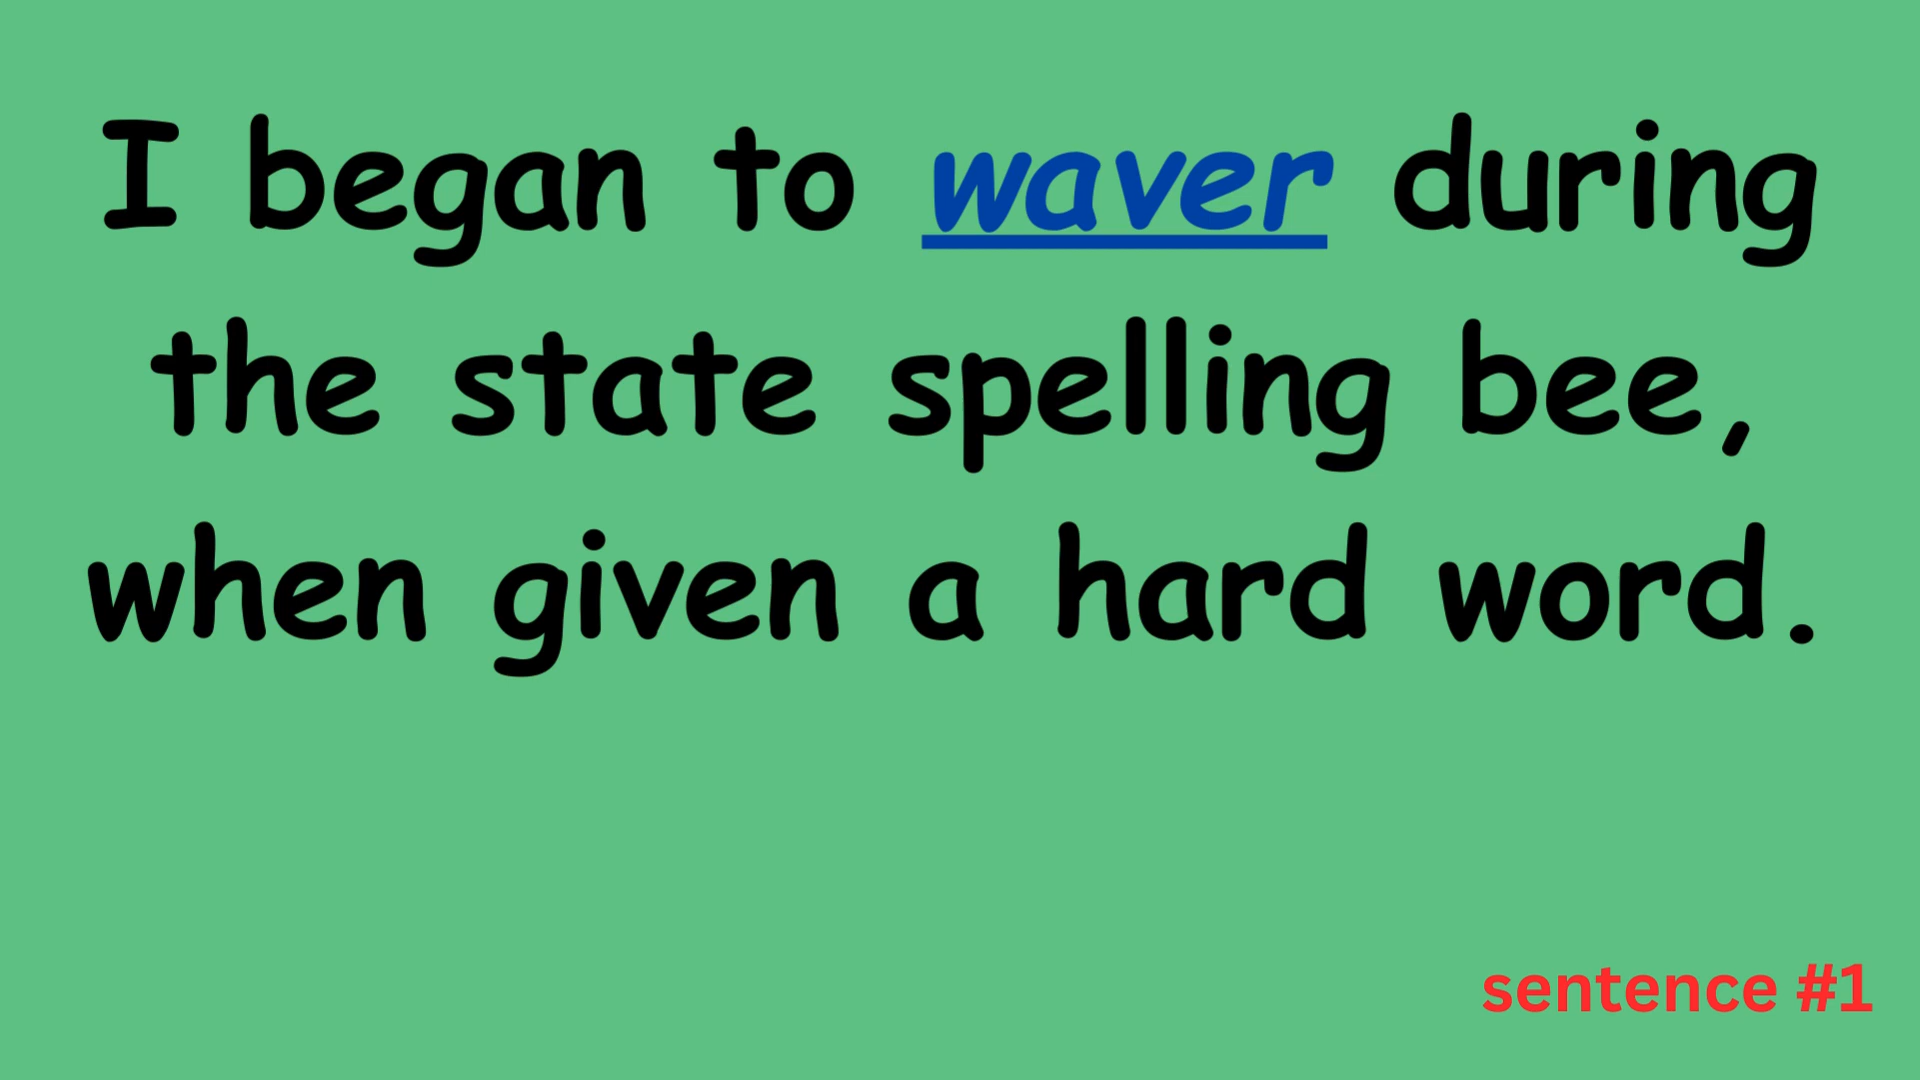 I began to waver during
the state spelling bee,
when given a hard word.
sentence #1